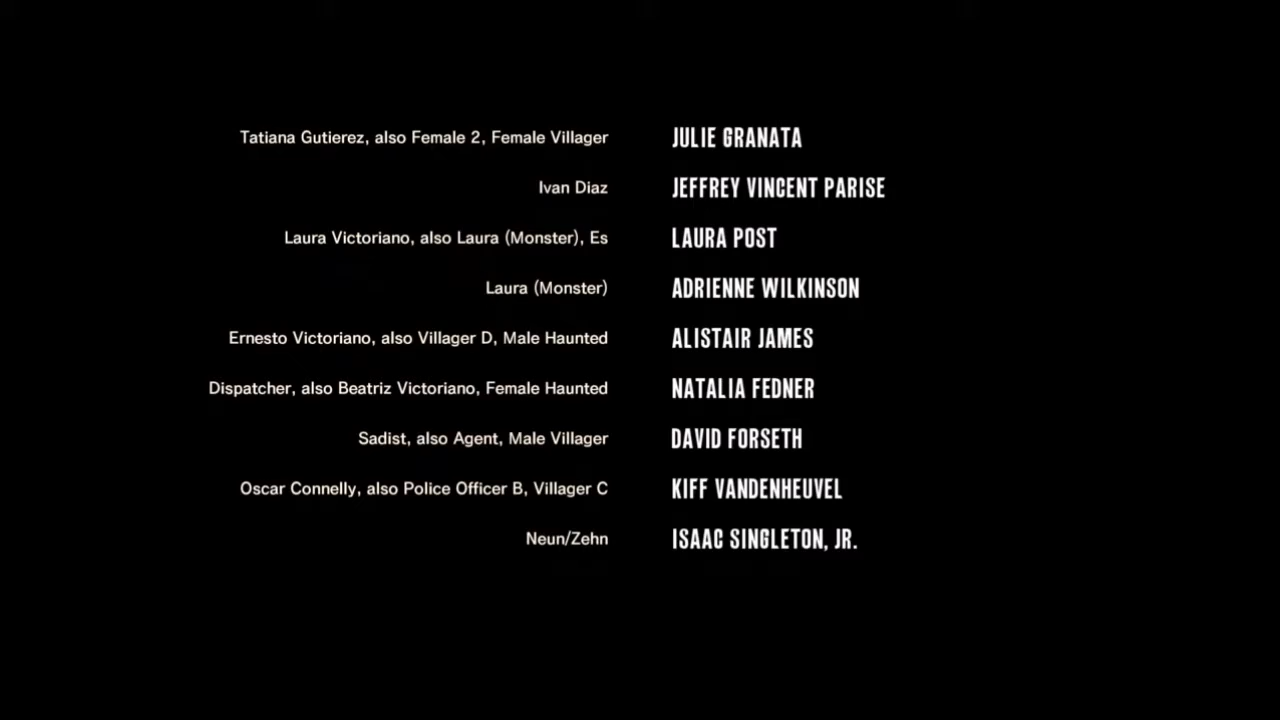 Tatiana Gutierez, also Female 2, Female Villager JULIE GRANATA
Ivan Diaz JEFFREY VINCENT PARISE
Laura Victoriano, also Laura (Monster), Es LAURA POST
Laura (Monster) ADRIENNE WILKINSON
Ernesto Victoriano, also Villager D, Male Haunted ALISTAIR JAMES
Dispatcher, also Beatriz Victoriano, Female Haunted NATALIA FEDNER
Sadist, also Agent, Male Villager DAVID FORSETH
Oscar Connelly, also Police Officer B, Villager C KIFF VANDENHEUVEL
Neun/Zehn ISAAC SINGLETON, JR.